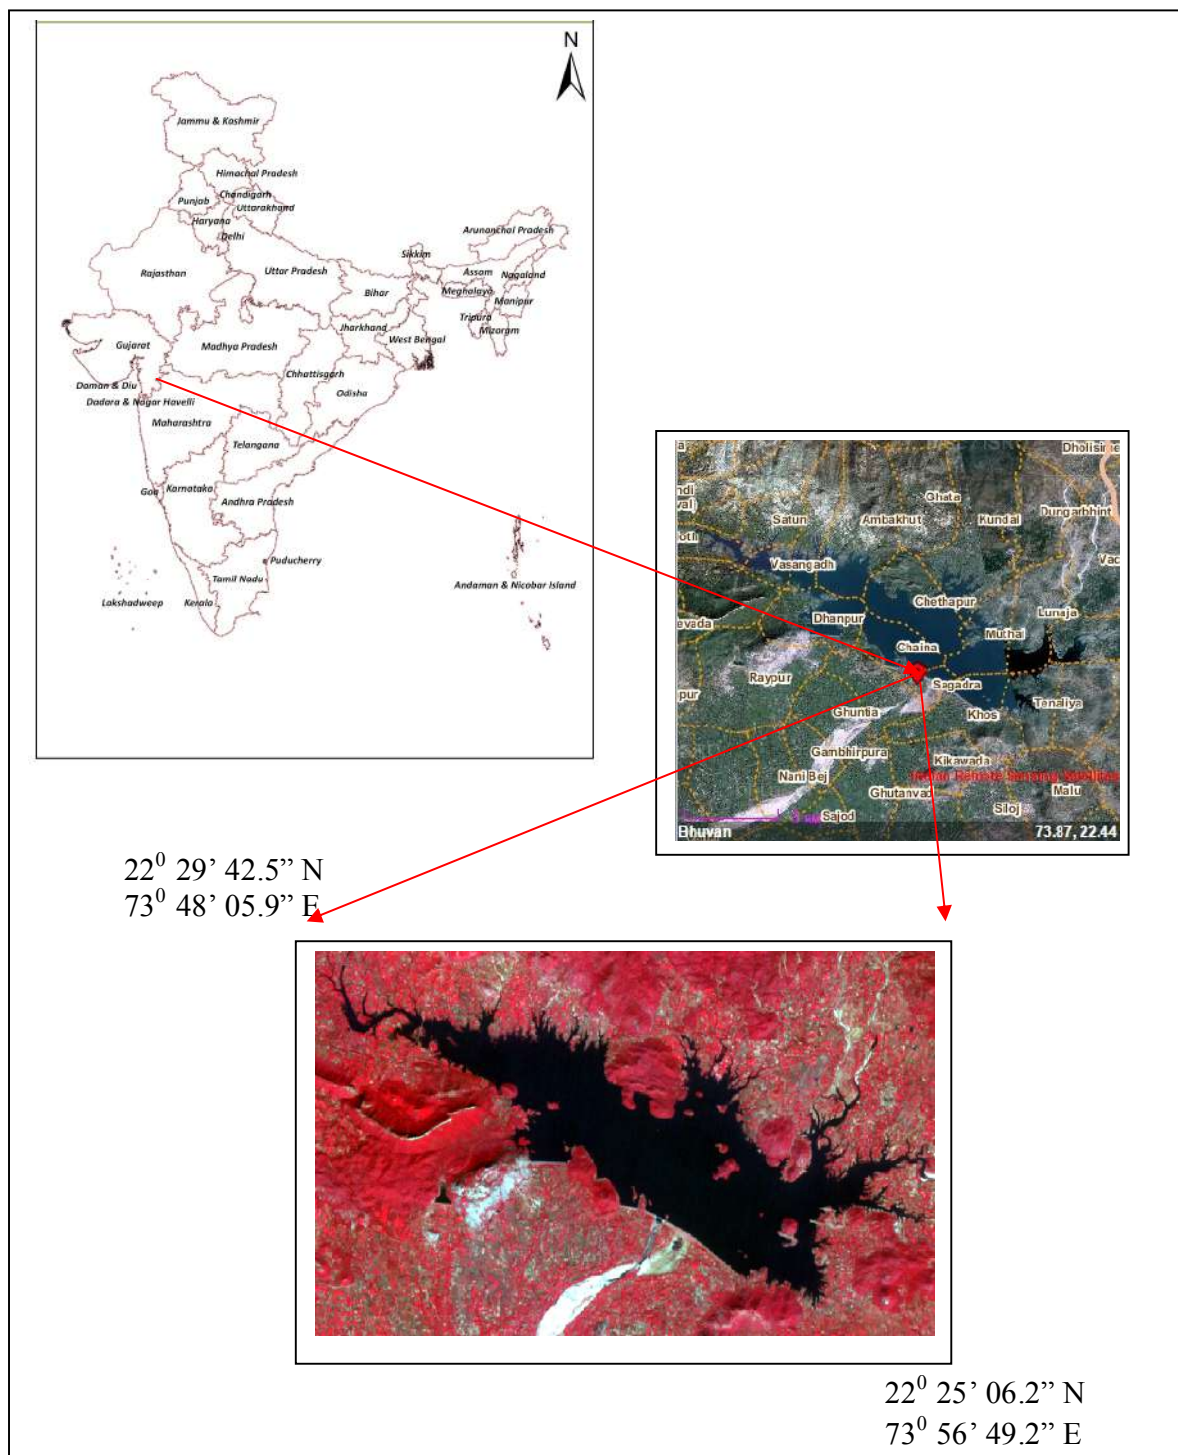 N
Jammu & Kashmir
Himachal Pradesh
Chandigarh
Punjab
Uttarakhand
Haryana
Delhi
Arunanchal Pradesh
Sikkim
Rajasthan
Uttar Pradesh
Assam
Nagaland
Meghalaya
Bihar
Manipur
Tripura
Mizoram
Jharkhand
West Bengal
Gujarat
Madhya Pradesh
Chhattisgarh
Daman & Diu
Odisha
Dadara & Nagar Havelli
Maharashtra
Telangana
Goa
Karnataka
Andhra Pradesh
Puducherry
Tamil Nadu
Andaman & Nicobar Island
Lakshadweep
Kerala
Ghata
Dungarbhint
Satun
Ambakhut
Kundal
Vasangadh
Chethapur
Lunaja
Dhanpur
Muthal
evada
Chaina
Raypur
Sagadra
pur
Tenaliya
Ghuntia
Khos
Gambhirpura
Kikawada
Nani Bej
Indian Remote Sensing Satellites
Ghutanvad
Malu
Siloj
Sajod
Bhuvan
73.87, 22.44
22⁰ 29’ 42.5” N
73⁰ 48’ 05.9” E
22⁰ 25’ 06.2” N
73⁰ 56’ 49.2” E